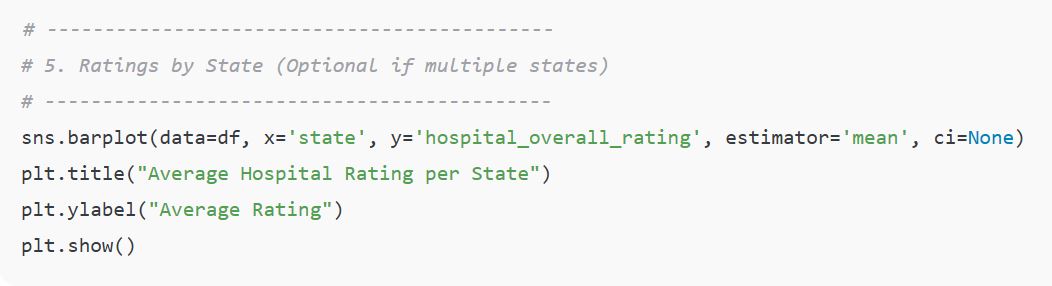 # --------------------------------------------
# 5. Ratings by State (Optional if multiple states)
# --------------------------------------------
sns.barplot(data=df, x='state', y='hospital_overall_rating', estimator='mean', ci=None)
plt.title("Average Hospital Rating per State")
plt.ylabel("Average Rating")
plt.show()